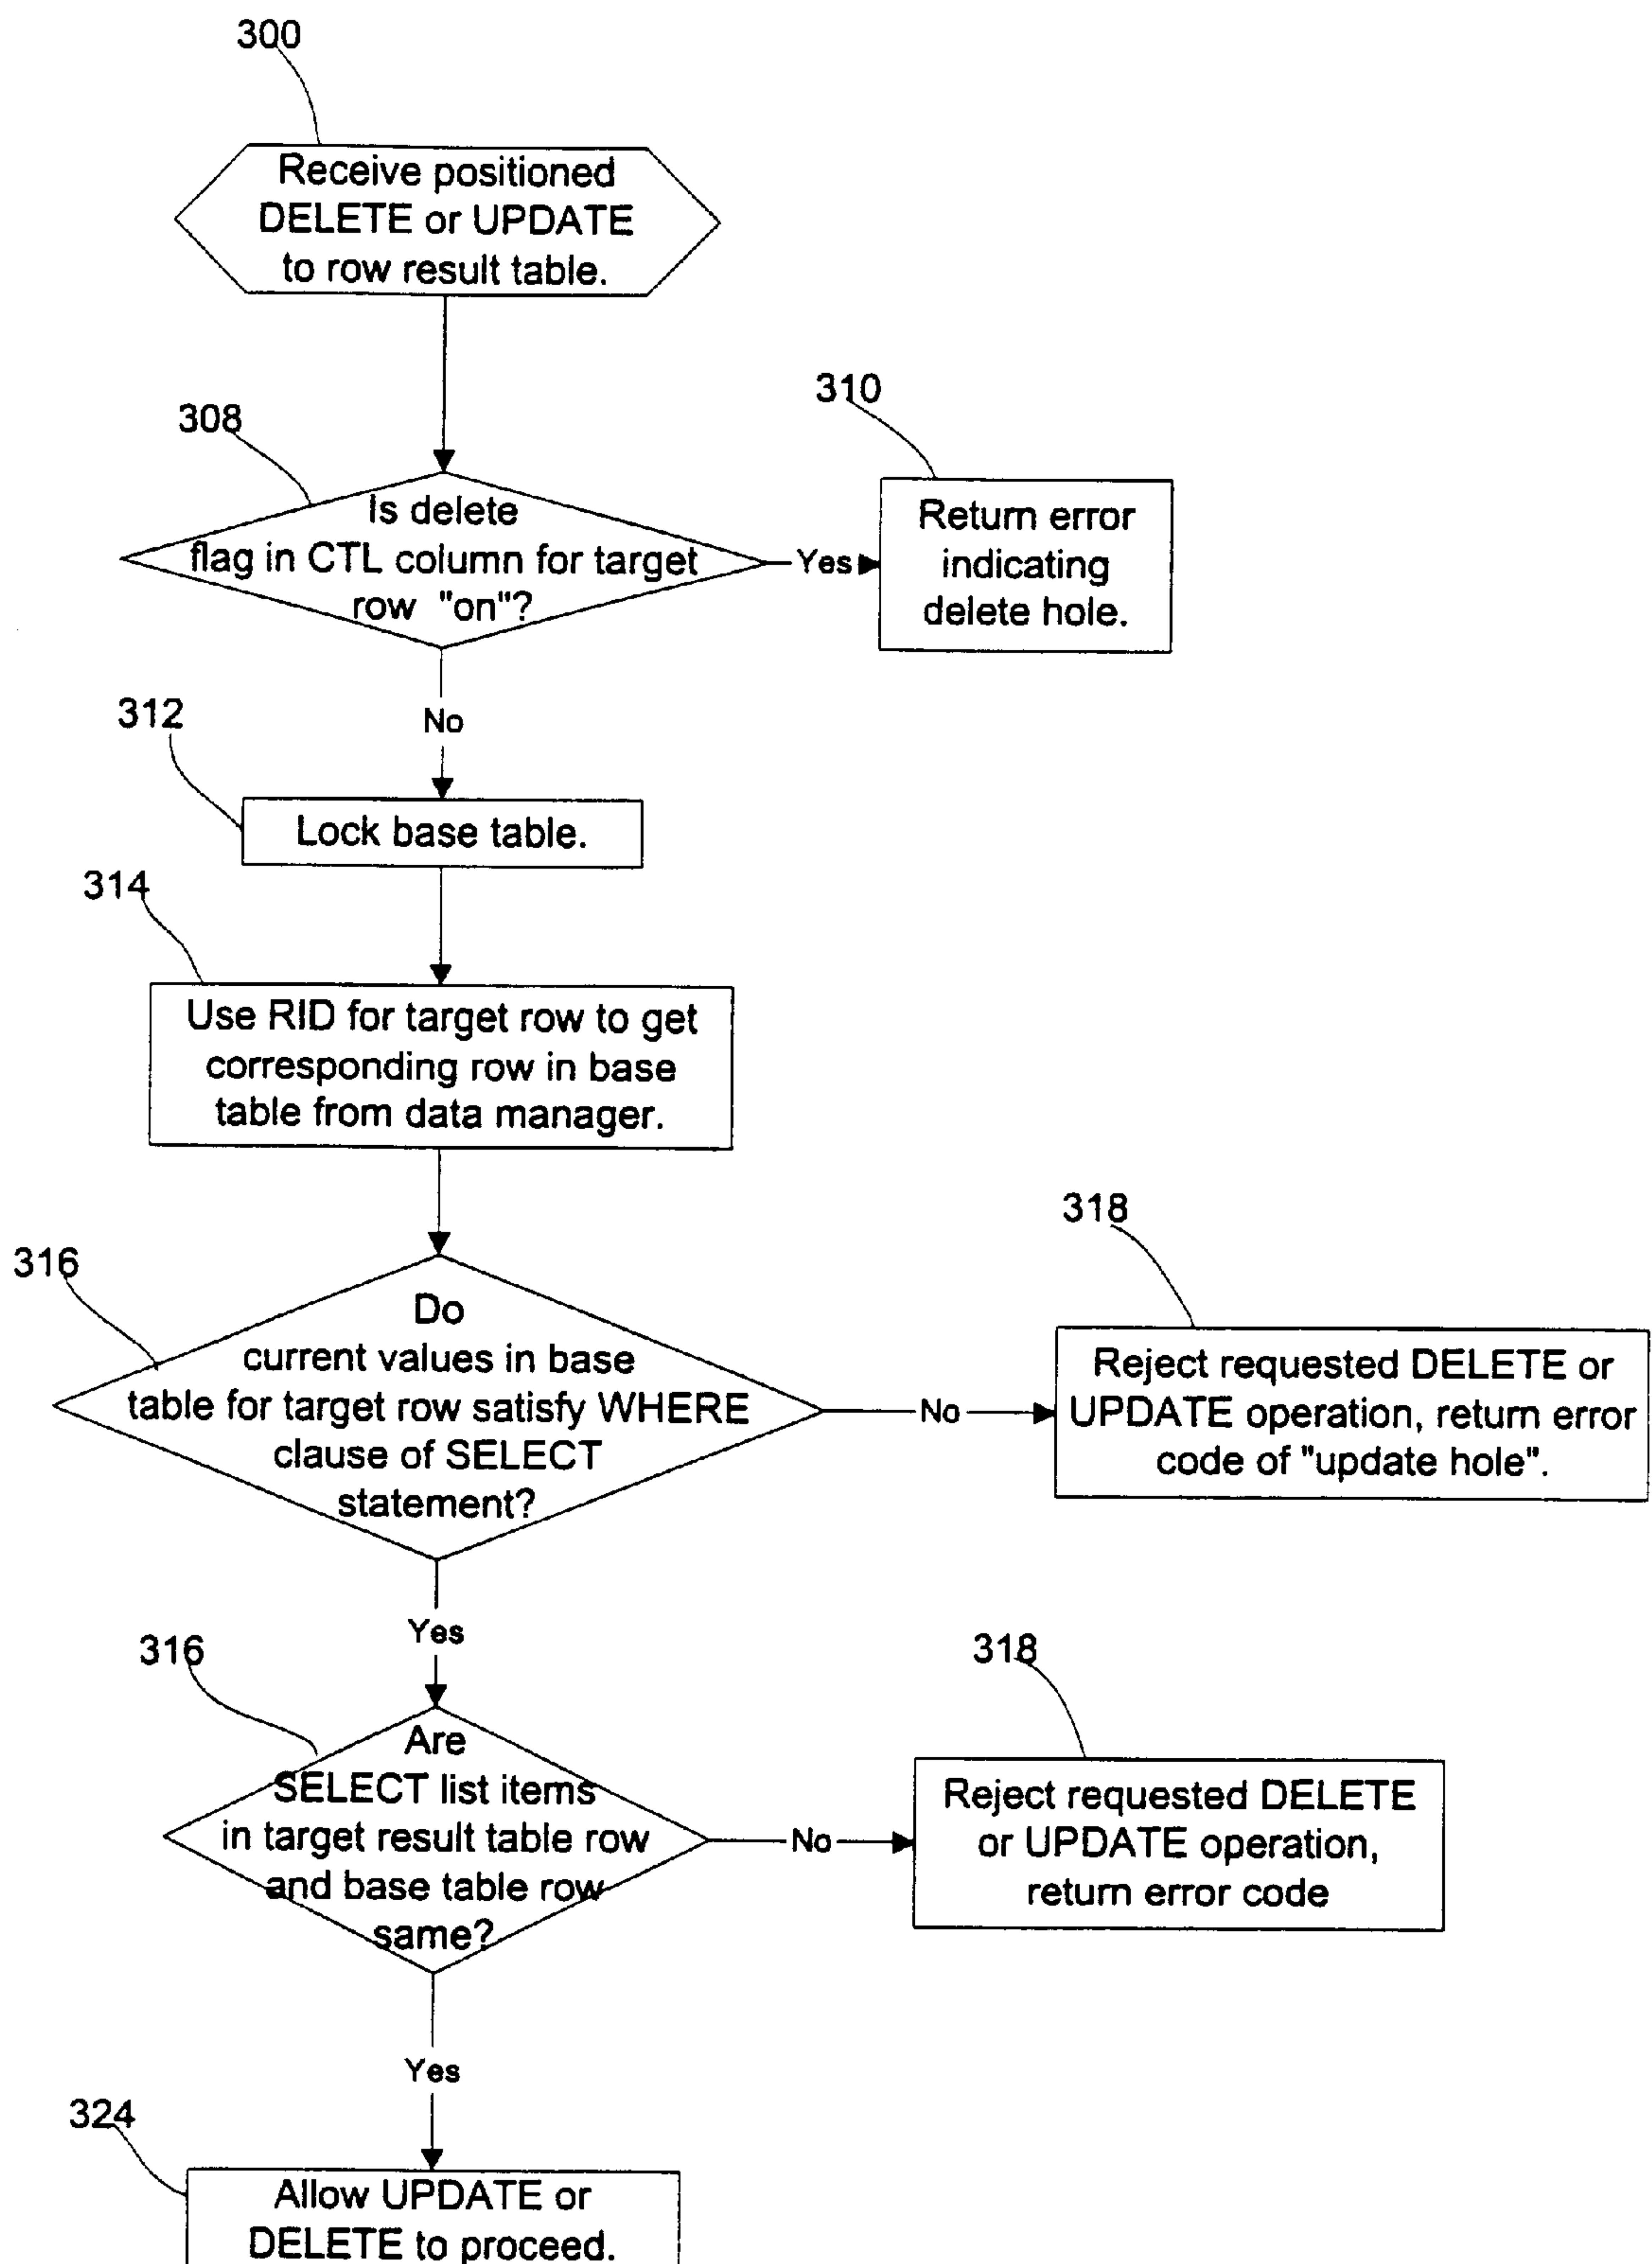 300
Receive positioned
DELETE or UPDATE
to row result table.
308
Is delete
flag in CTL column for target
row "on"?
Yes
310
Return error
indicating
delete hole.
No
312
Lock base table.
314
Use RID for target row to get
corresponding row in base
table from data manager.
316
Do
current values in base
table for target row satisfy WHERE
clause of SELECT
statement?
No
318
Reject requested DELETE or
UPDATE operation, return error
code of "update hole".
Yes
316
Are
SELECT list items
in target result table row
and base table row
same?
No
318
Reject requested DELETE
or UPDATE operation,
return error code
Yes
324
Allow UPDATE or
DELETE to proceed.